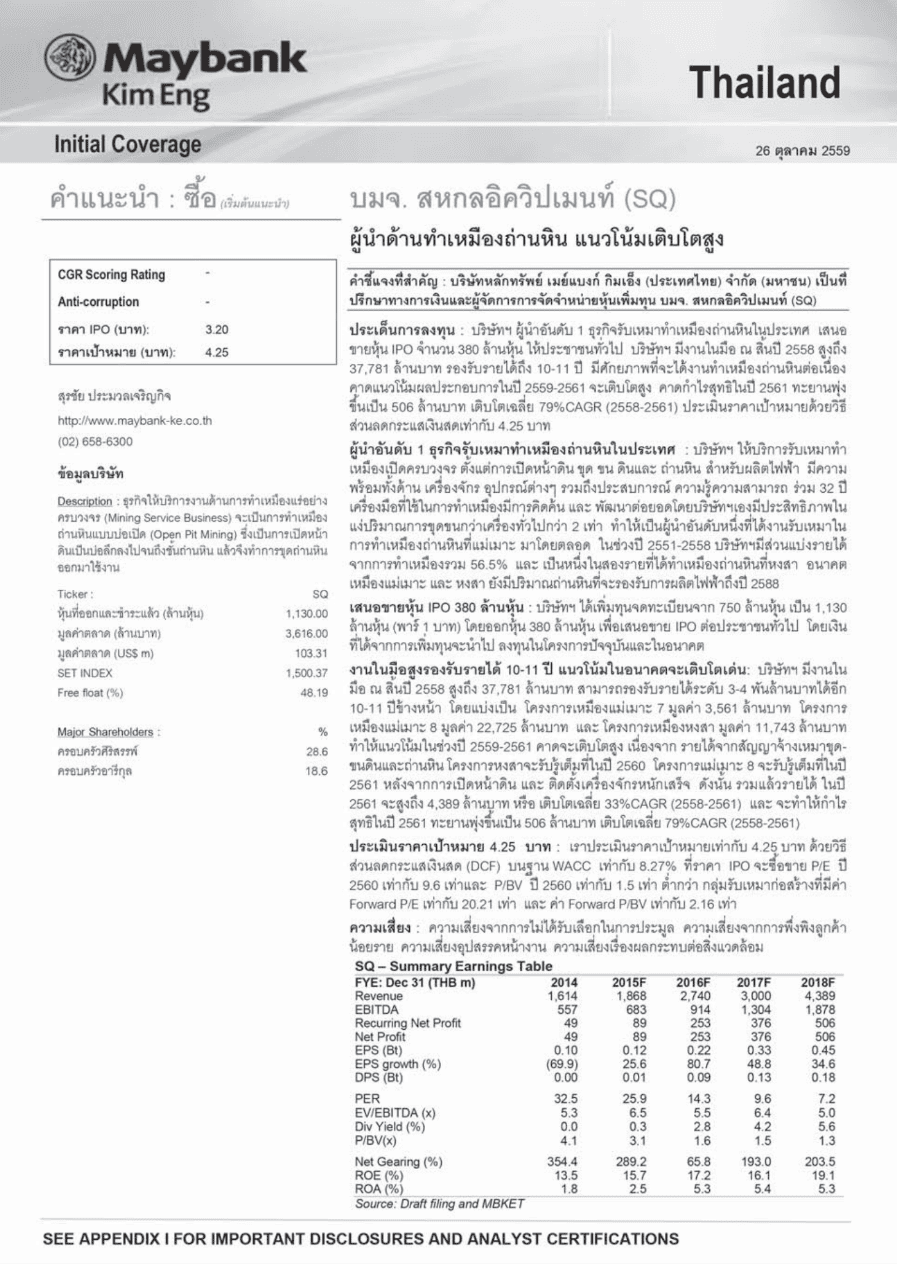 Maybank
Kim Eng
Thailand
Initial Coverage
26 ตุลาคม 2559
คำแนะนำ : ซื้อ (เริ่มต้นแนะนำ)
CGR Scoring Rating -
Anti-corruption -
ราคา IPO (บาท): 3.20
ราคาเป้าหมาย (บาท): 4.25
สุรชัย ประมวลเจริญกิจ
http://www.maybank-ke.co.th
(02) 658-6300
ข้อมูลบริษัท
Description : ธุรกิจให้บริการงานด้านการทำเหมืองแร่อย่าง
ครบวงจร (Mining Service Business) จะเป็นการทำเหมือง
ถ่านหินแบบบ่อเปิด (Open Pit Mining) ซึ่งเป็นการเปิดหน้า
ดินเป็นบ่อลึกลงไปจนถึงชั้นถ่านหิน แล้วจึงทำการขุดถ่านหิน
ออกมาใช้งาน
Ticker : SQ
หุ้นที่ออกและชำระแล้ว (ล้านหุ้น) 1,130.00
มูลค่าตลาด (ล้านบาท) 3,616.00
มูลค่าตลาด (US$ m) 103.31
SET INDEX 1,500.37
Free float (%) 48.19
Major Shareholders : %
ครอบครัวศิริสรรพ์ 28.6
ครอบครัวอารีกุล 18.6
บมจ. สหกลอิควิปเมนท์ (SQ)
ผู้นำด้านทำเหมืองถ่านหิน แนวโน้มเติบโตสูง
คำชี้แจงที่สำคัญ : บริษัทหลักทรัพย์ เมย์แบงก์ กิมเอ็ง (ประเทศไทย) จำกัด (มหาชน) เป็นที่
ปรึกษาทางการเงินและผู้จัดการการจัดจำหน่ายหุ้นเพิ่มทุน บมจ. สหกลอิควิปเมนท์ (SQ)
ประเด็นการลงทุน : บริษัทฯ ผู้นำอันดับ 1 ธุรกิจรับเหมาทำเหมืองถ่านหินในประเทศ เสนอ
ขายหุ้น IPO จำนวน 380 ล้านหุ้น ให้ประชาชนทั่วไป บริษัทฯ มีงานในมือ ณ สิ้นปี 2558 สูงถึง
37,781 ล้านบาท รองรับรายได้ถึง 10-11 ปี มีศักยภาพที่จะได้งานทำเหมืองถ่านหินต่อเนื่อง
คาดแนวโน้มผลประกอบการในปี 2559-2561 จะเติบโตสูง คาดกำไรสุทธิในปี 2561 ทะยานพุ่ง
ขึ้นเป็น 506 ล้านบาท เติบโตเฉลี่ย 79%CAGR (2558-2561) ประเมินราคาเป้าหมายด้วยวิธี
ส่วนลดกระแสเงินสดเท่ากับ 4.25 บาท
ผู้นำอันดับ 1 ธุรกิจรับเหมาทำเหมืองถ่านหินในประเทศ : บริษัทฯ ให้บริการรับเหมาทำ
เหมืองเปิดครบวงจร ตั้งแต่การเปิดหน้าดิน ขุด ขน ดินและ ถ่านหิน สำหรับผลิตไฟฟ้า มีความ
พร้อมทั้งด้าน เครื่องจักร อุปกรณ์ต่างๆ รวมถึงประสบการณ์ ความรู้ความสามารถ ร่วม 32 ปี
เครื่องมือที่ใช้ในการทำเหมืองมีการคิดค้น และ พัฒนาต่อยอดโดยบริษัทฯเองมีประสิทธิภาพใน
แง่ปริมาณการขุดขนกว่าเครื่องทั่วไปกว่า 2 เท่า ทำให้เป็นผู้นำอันดับหนึ่งที่ได้งานรับเหมาใน
การทำเหมืองถ่านหินที่แม่เมาะ มาโดยตลอด ในช่วงปี 2551-2558 บริษัทฯมีส่วนแบ่งรายได้
จากการทำเหมืองรวม 56.5% และ เป็นหนึ่งในสองรายที่ได้ทำเหมืองถ่านหินที่หงสา อนาคต
เหมืองแม่เมาะ และ หงสา ยังมีปริมาณถ่านหินที่จะรองรับการผลิตไฟฟ้าถึงปี 2588
เสนอขายหุ้น IPO 380 ล้านหุ้น : บริษัทฯ ได้เพิ่มทุนจดทะเบียนจาก 750 ล้านหุ้น เป็น 1,130
ล้านหุ้น (พาร์ 1 บาท) โดยออกหุ้น 380 ล้านหุ้น เพื่อเสนอขาย IPO ต่อประชาชนทั่วไป โดยเงิน
ที่ได้จากการเพิ่มทุนจะนำไป ลงทุนในโครงการปัจจุบันและในอนาคต
งานในมือสูงรองรับรายได้ 10-11 ปี แนวโน้มในอนาคตจะเติบโตเด่น: บริษัทฯ มีงานใน
มือ ณ สิ้นปี 2558 สูงถึง 37,781 ล้านบาท สามารถรองรับรายได้ระดับ 3-4 พันล้านบาทได้อีก
10-11 ปีข้างหน้า โดยแบ่งเป็น โครงการเหมืองแม่เมาะ 7 มูลค่า 3,561 ล้านบาท โครงการ
เหมืองแม่เมาะ 8 มูลค่า 22,725 ล้านบาท และ โครงการเหมืองหงสา มูลค่า 11,743 ล้านบาท
ทำให้แนวโน้มในช่วงปี 2559-2561 คาดจะเติบโตสูง เนื่องจาก รายได้จากสัญญาจ้างเหมาขุด-
ขนดินและถ่านหิน โครงการหงสาจะรับรู้เต็มที่ในปี 2560 โครงการแม่เมาะ 8 จะรับรู้เต็มที่ในปี
2561 หลังจากการเปิดหน้าดิน และ ติดตั้งเครื่องจักรหนักเสร็จ ดังนั้น รวมแล้วรายได้ ในปี
2561 จะสูงถึง 4,389 ล้านบาท หรือ เติบโตเฉลี่ย 33%CAGR (2558-2561) และ จะทำให้กำไร
สุทธิในปี 2561 ทะยานพุ่งขึ้นเป็น 506 ล้านบาท เติบโตเฉลี่ย 79%CAGR (2558-2561)
ประเมินราคาเป้าหมาย 4.25 บาท : เราประเมินราคาเป้าหมายเท่ากับ 4.25 บาท ด้วยวิธี
ส่วนลดกระแสเงินสด (DCF) บนฐาน WACC เท่ากับ 8.27% ที่ราคา IPO จะซื้อขาย P/E ปี
2560 เท่ากับ 9.6 เท่าและ P/BV ปี 2560 เท่ากับ 1.5 เท่า ต่ำกว่า กลุ่มรับเหมาก่อสร้างที่มีค่า
Forward P/E เท่ากับ 20.21 เท่า และ ค่า Forward P/BV เท่ากับ 2.16 เท่า
ความเสี่ยง : ความเสี่ยงจากการไม่ได้รับเลือกในการประมูล ความเสี่ยงจากการพึ่งพิงลูกค้า
น้อยราย ความเสี่ยงอุปสรรคหน้างาน ความเสี่ยงเรื่องผลกระทบต่อสิ่งแวดล้อม
SQ – Summary Earnings Table
FYE: Dec 31 (THB m) 2014 2015F 2016F 2017F 2018F
Revenue 1,614 1,868 2,740 3,000 4,389
EBITDA 557 683 914 1,304 1,878
Recurring Net Profit 49 89 253 376 506
Net Profit 49 89 253 376 506
EPS (Bt) 0.10 0.12 0.22 0.33 0.45
EPS growth (%) (69.9) 25.6 80.7 48.8 34.6
DPS (Bt) 0.00 0.01 0.09 0.13 0.18
PER 32.5 25.9 14.3 9.6 7.2
EV/EBITDA (x) 5.3 6.5 5.5 6.4 5.0
Div Yield (%) 0.0 0.3 2.8 4.2 5.6
P/BV(x) 4.1 3.1 1.6 1.5 1.3
Net Gearing (%) 354.4 289.2 65.8 193.0 203.5
ROE (%) 13.5 15.7 17.2 16.1 19.1
ROA (%) 1.8 2.5 5.3 5.4 5.3
Source: Draft filing and MBKET
SEE APPENDIX I FOR IMPORTANT DISCLOSURES AND ANALYST CERTIFICATIONS